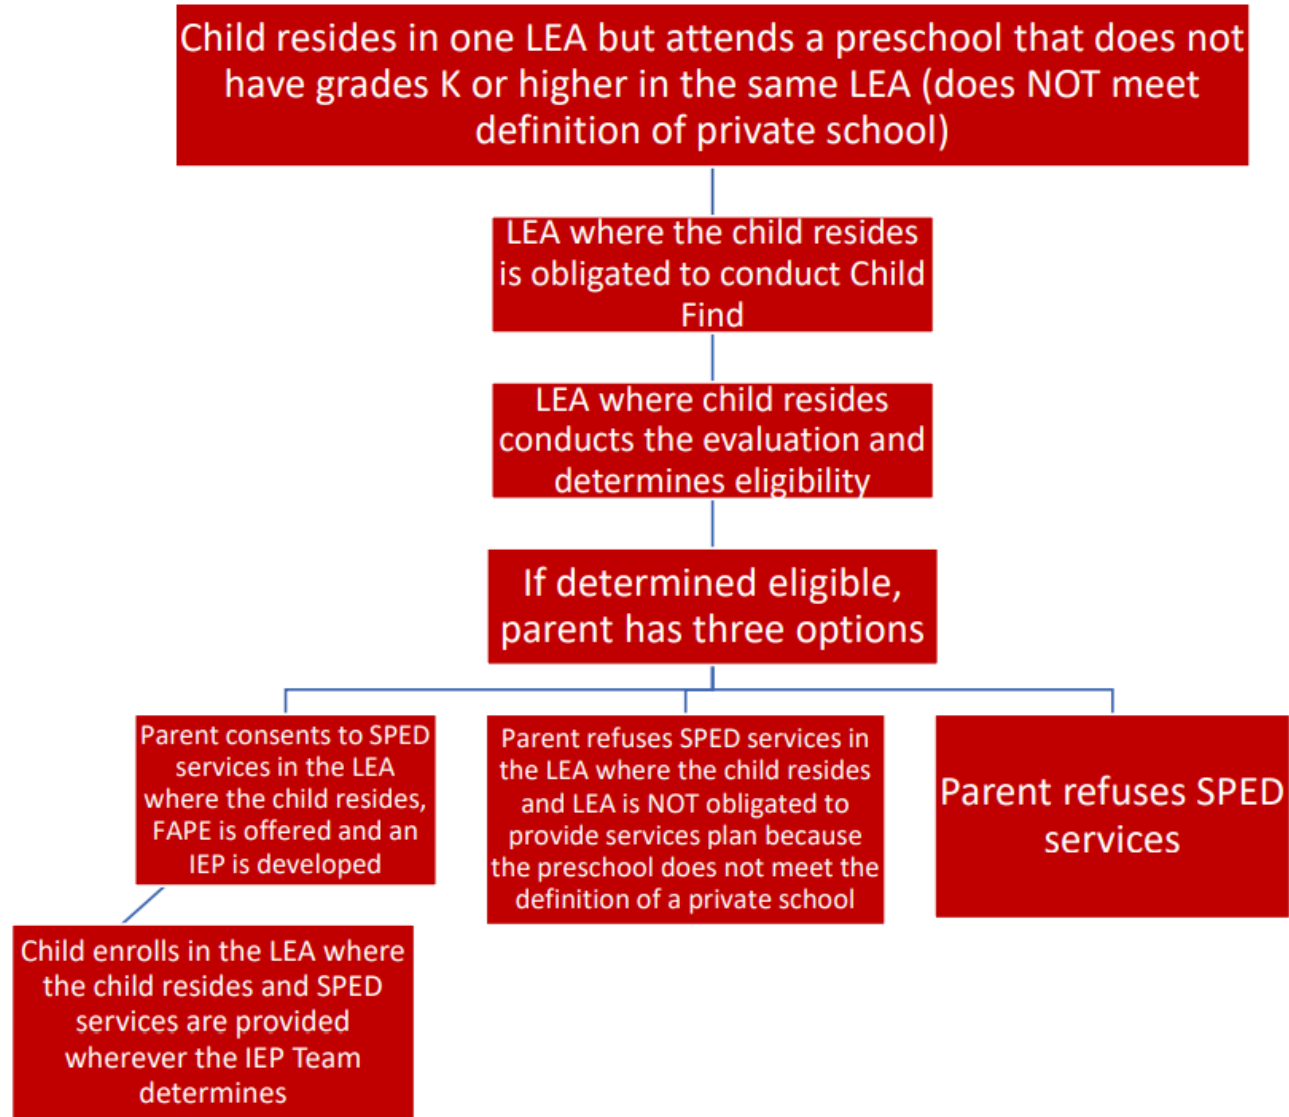 Child resides in one LEA but attends a preschool that does not
have grades K or higher in the same LEA (does NOT meet
definition of private school)
LEA where the child resides
is obligated to conduct Child
Find
LEA where child resides
conducts the evaluation and
determines eligibility
If determined eligible,
parent has three options
Parent consents to SPED
services in the LEA
where the child resides,
FAPE is offered and an
IEP is developed
Parent refuses SPED services in
the LEA where the child resides
and LEA is NOT obligated to
provide services plan because
the preschool does not meet the
definition of a private school
Parent refuses SPED
services
Child enrolls in the LEA where
the child resides and SPED
services are provided
wherever the IEP Team
determines